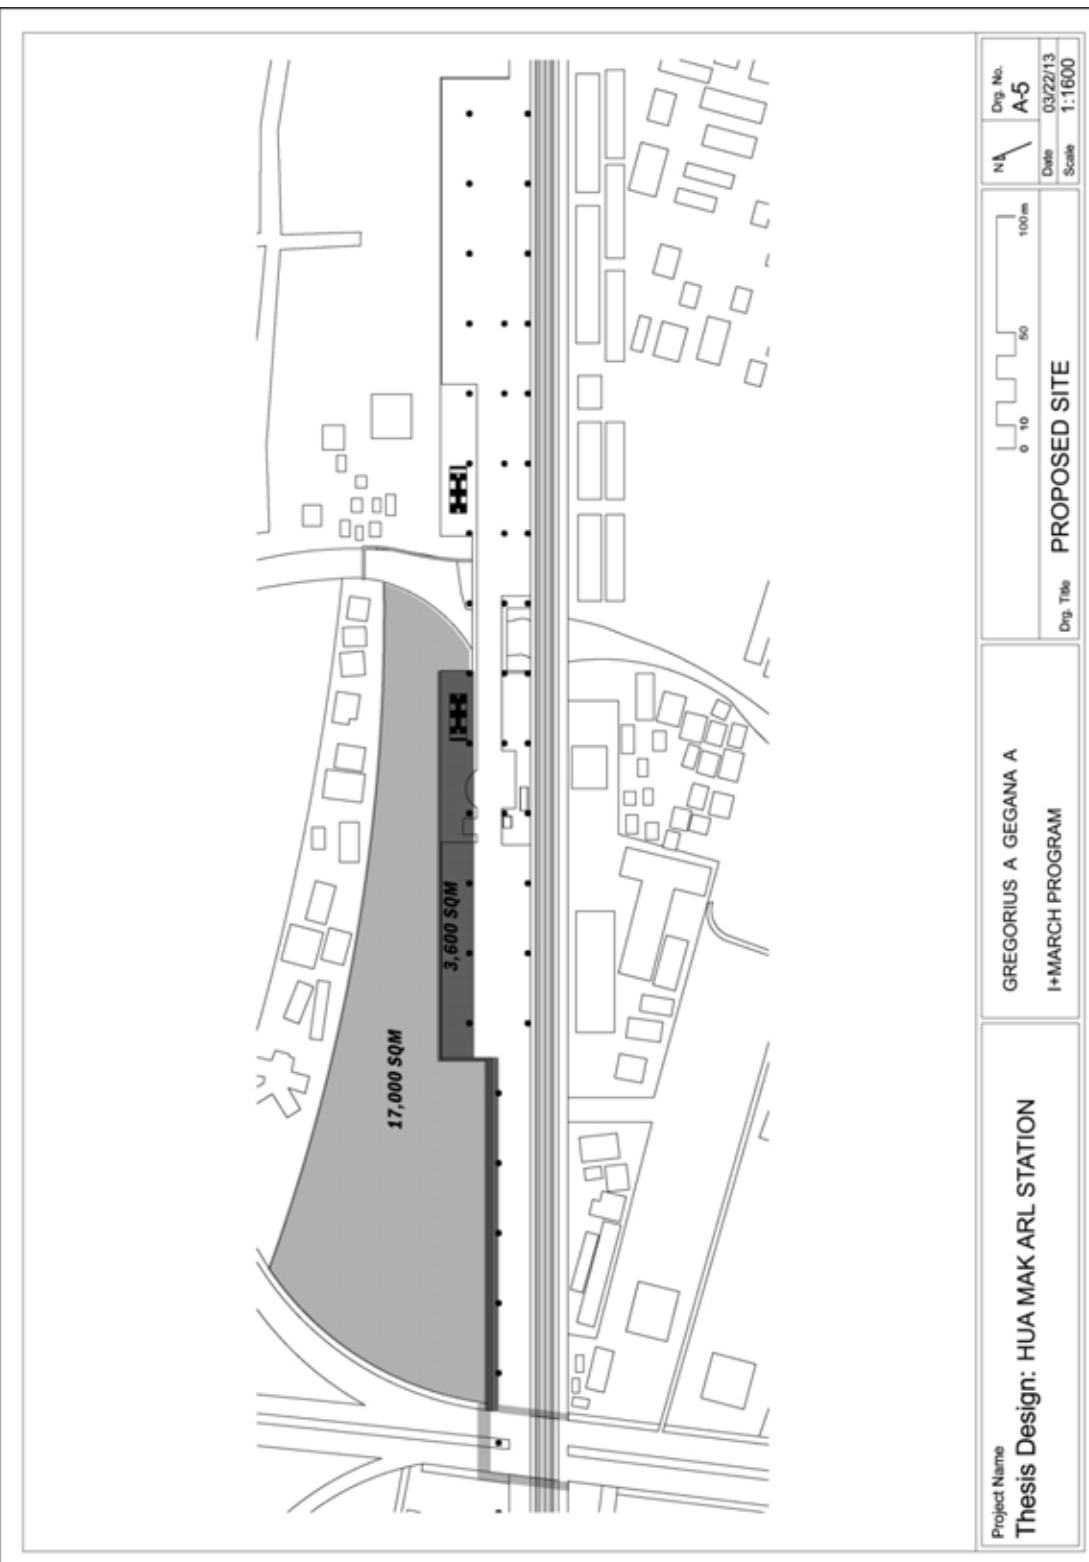 17,000 SQM
3,600 SQM
Project Name
Thesis Design: HUA MAK ARL STATION
GREGORIUS A GEGANA A
I+MARCH PROGRAM
Drg. Title
PROPOSED SITE
0 10 50 100m
N
Drg. No.
A-5
Date 03/22/13
Scale 1:1600